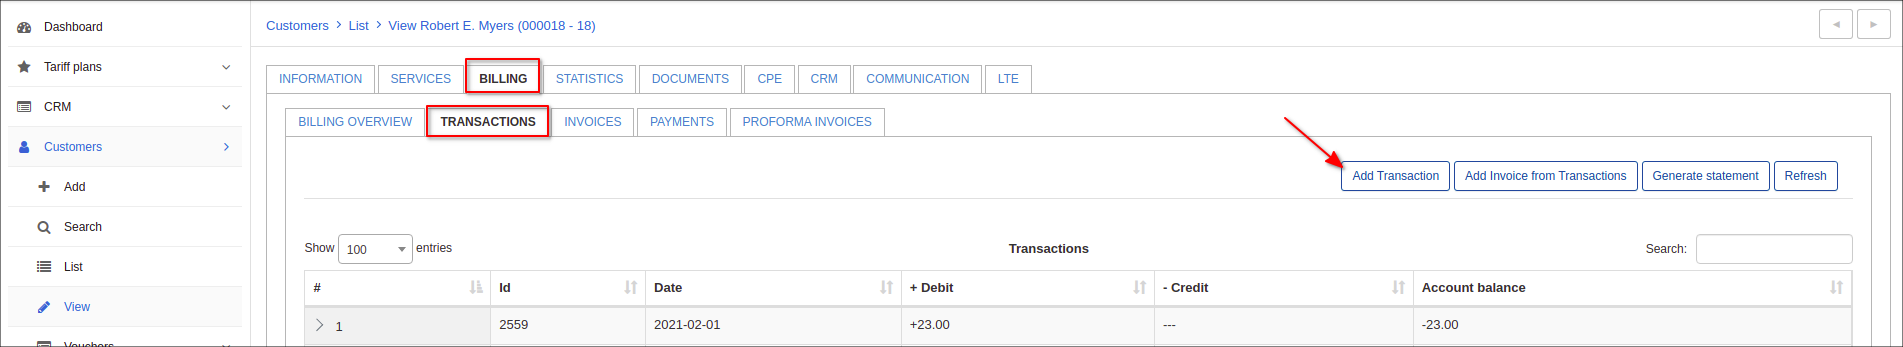 Dashboard
Tariff plans
CRM
Customers
Add
Search
List
View
Vouchers
Customers > List > View Robert E. Myers (000018 - 18)
INFORMATION SERVICES BILLING STATISTICS DOCUMENTS CPE CRM COMMUNICATION LTE
BILLING OVERVIEW TRANSACTIONS INVOICES PAYMENTS PROFORMA INVOICES
Add Transaction Add Invoice from Transactions Generate statement Refresh
Show 100 entries Transactions Search:
# Id Date + Debit - Credit Account balance
1 2559 2021-02-01 +23.00 --- -23.00